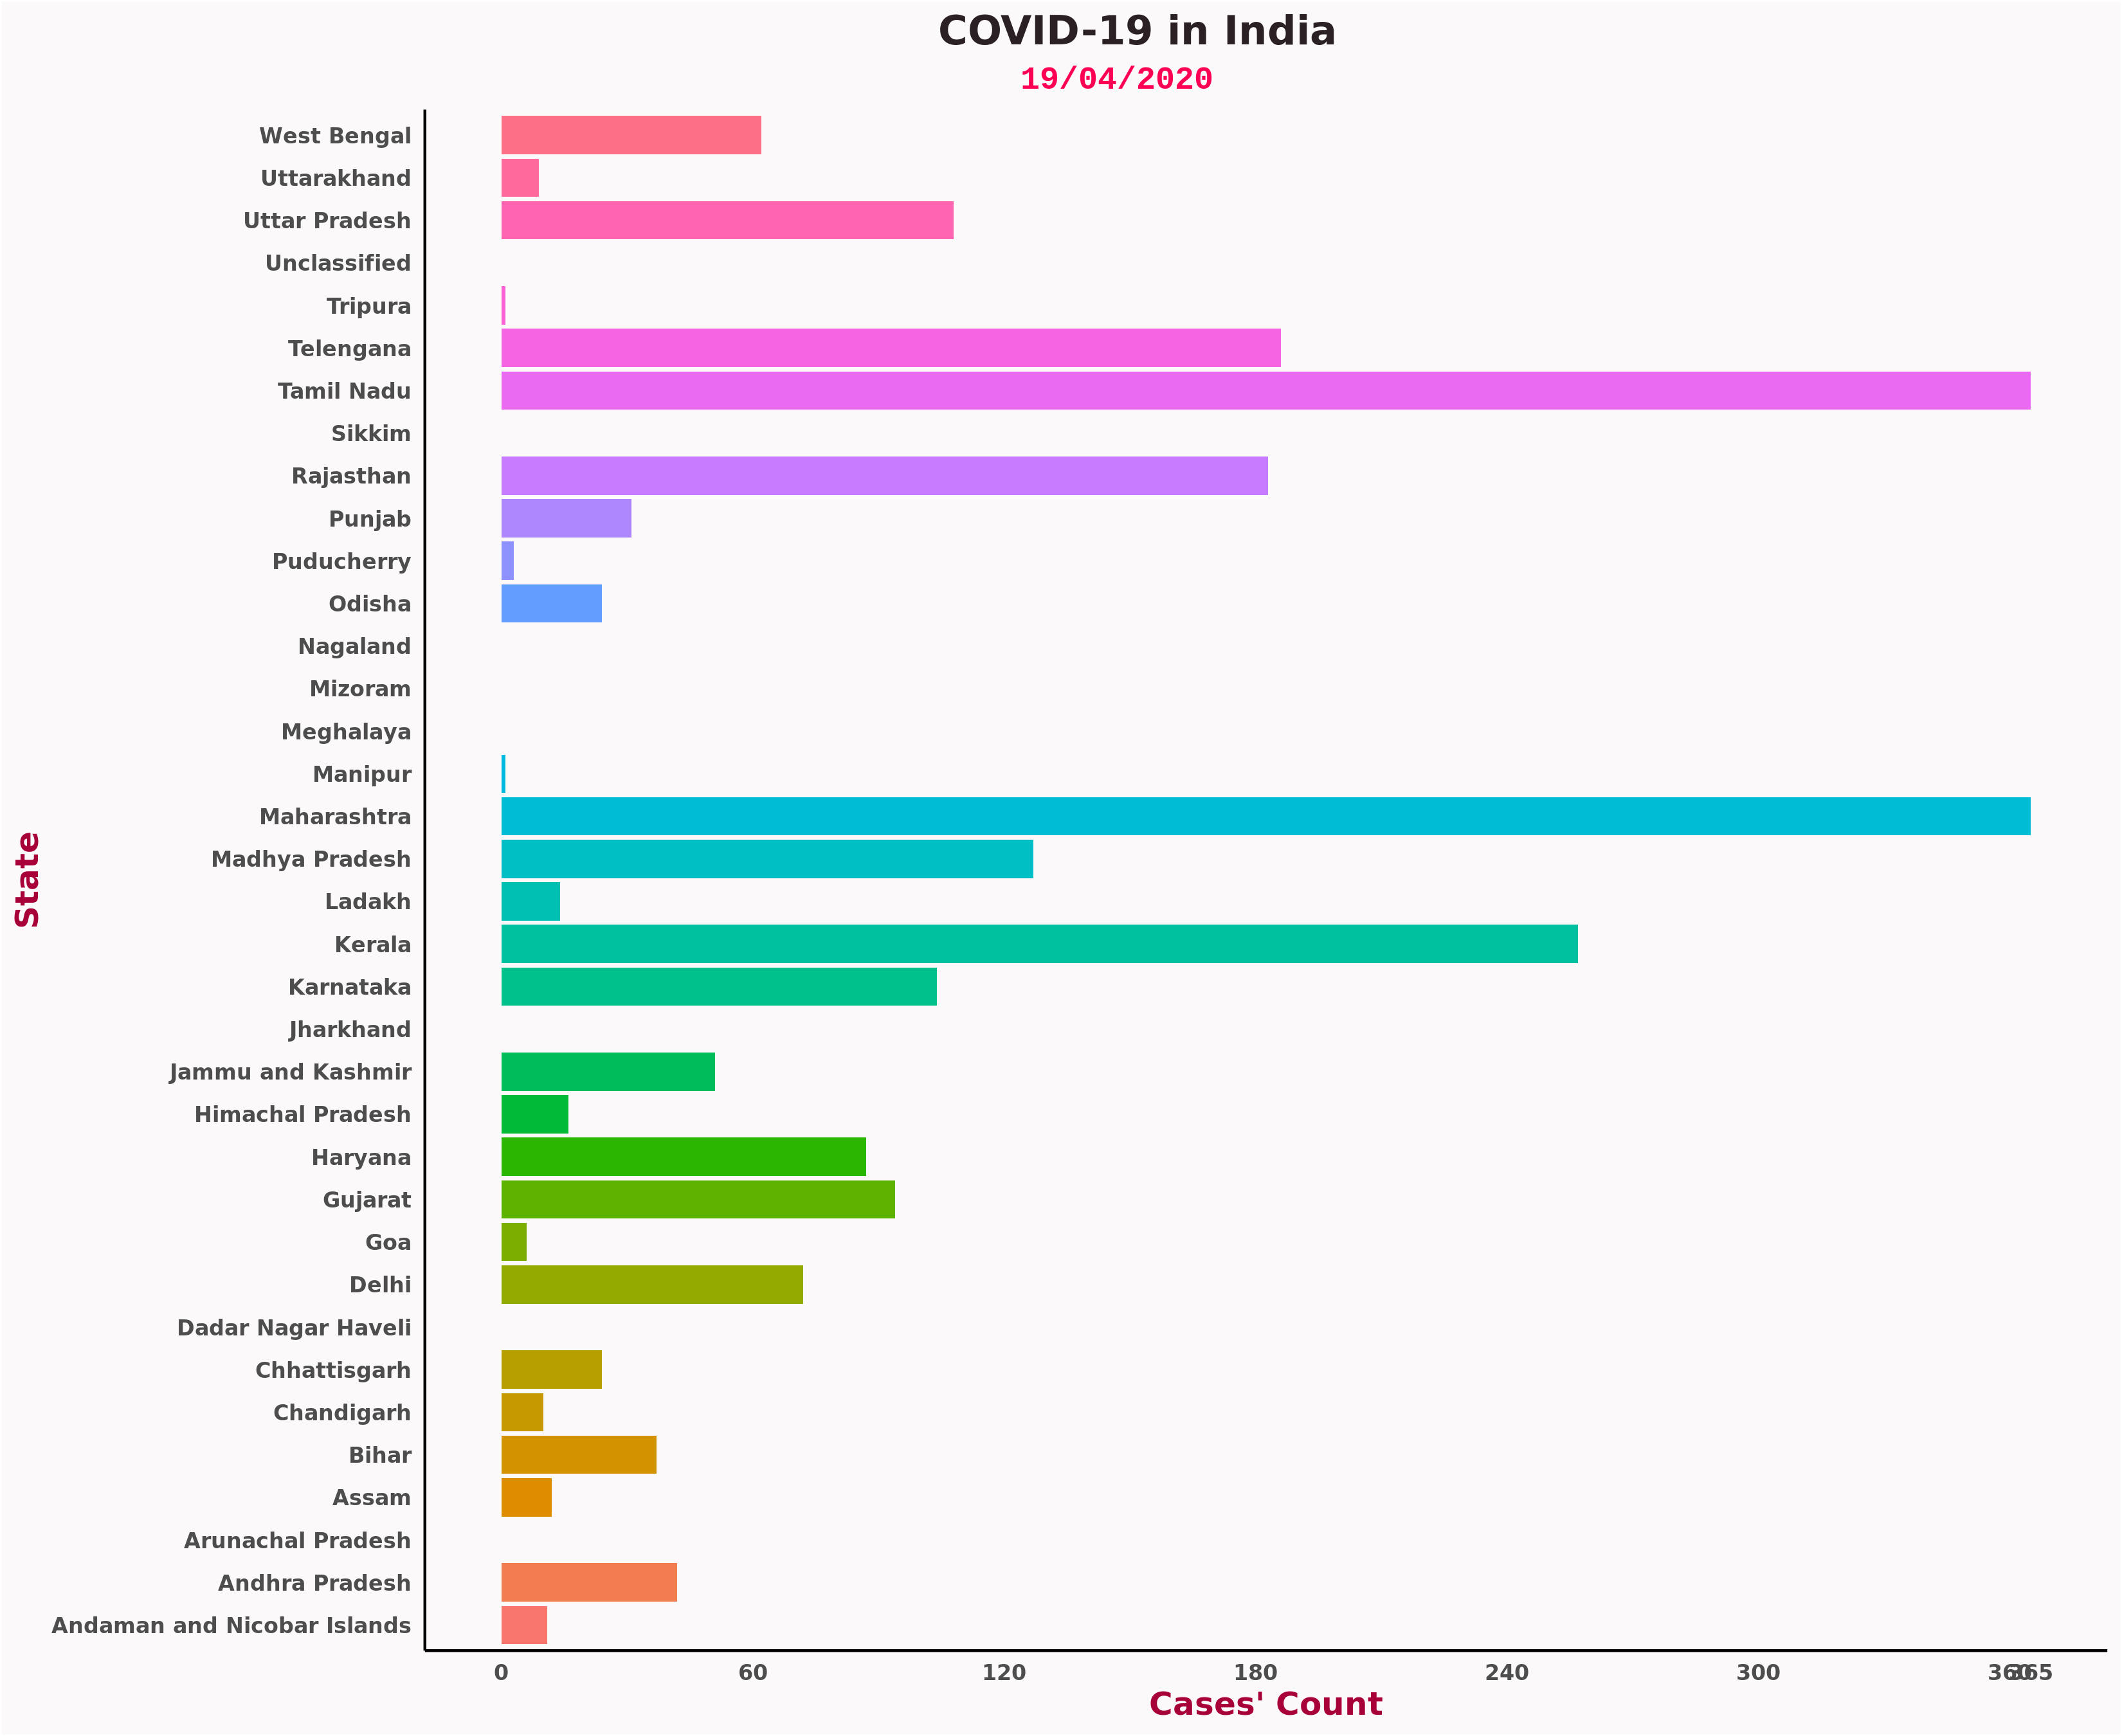 COVID-19 in India
19/04/2020
West Bengal
Uttarakhand
Uttar Pradesh
Unclassified
Tripura
Telengana
Tamil Nadu
Sikkim
Rajasthan
Punjab
Puducherry
Odisha
Nagaland
Mizoram
Meghalaya
Manipur
Maharashtra
Madhya Pradesh
Ladakh
Kerala
Karnataka
Jharkhand
Jammu and Kashmir
Himachal Pradesh
Haryana
Gujarat
Goa
Delhi
Dadar Nagar Haveli
Chhattisgarh
Chandigarh
Bihar
Assam
Arunachal Pradesh
Andhra Pradesh
Andaman and Nicobar Islands
State
0 60 120 180 240 300 360 365
Cases' Count